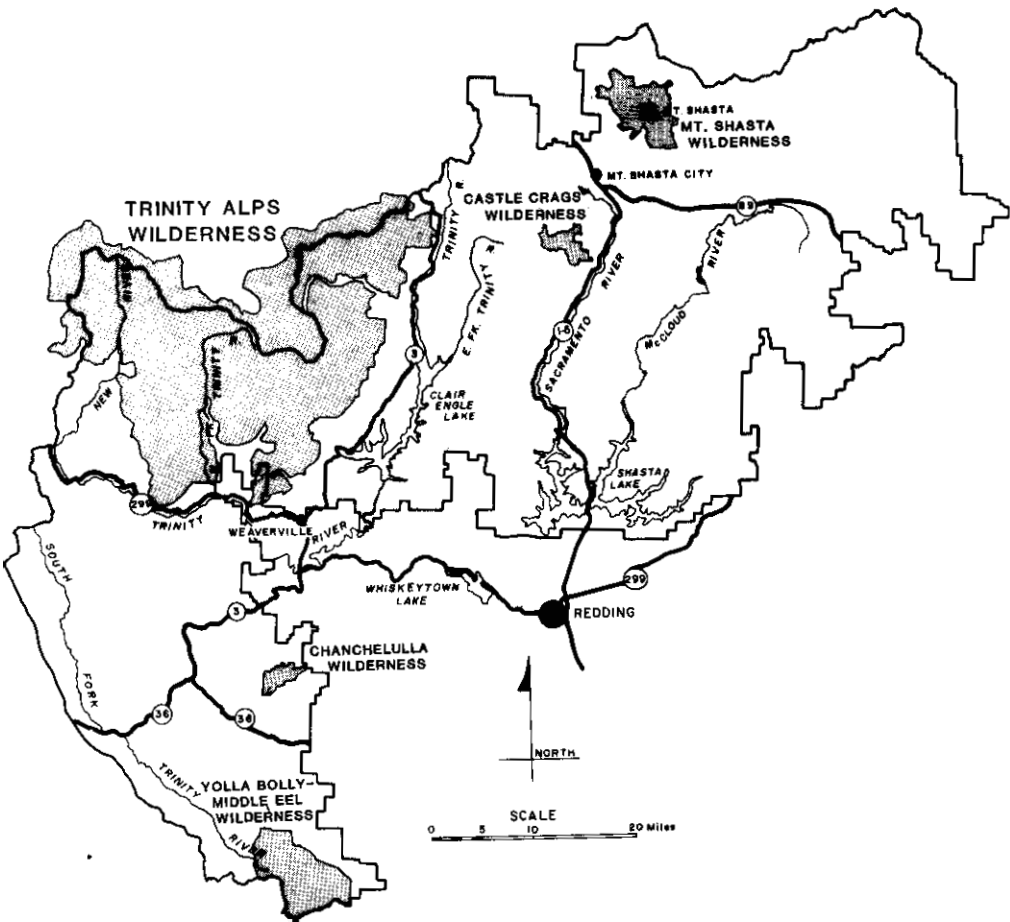 T. SHASTA
MT. SHASTA
WILDERNESS
MT. SHASTA CITY
TRINITY ALPS
WILDERNESS
CASTLE CRAGS
WILDERNESS
TRINITY R.
E. FK. TRINITY R.
89
RIVER
McCLOUD
SACRAMENTO
RIVER
I-5
3
CLAIR
ENGLE
LAKE
NEW
RIVER
TRINITY
R.
SHASTA
LAKE
299
TRINITY
RIVER
WEAVERVILLE
WHISKEYTOWN
LAKE
299
REDDING
3
SOUTH
FORK
TRINITY
RIVER
CHANCHELULLA
WILDERNESS
36
36
NORTH
YOLLA BOLLY-
MIDDLE EEL
WILDERNESS
SCALE
0 5 10 20 Miles